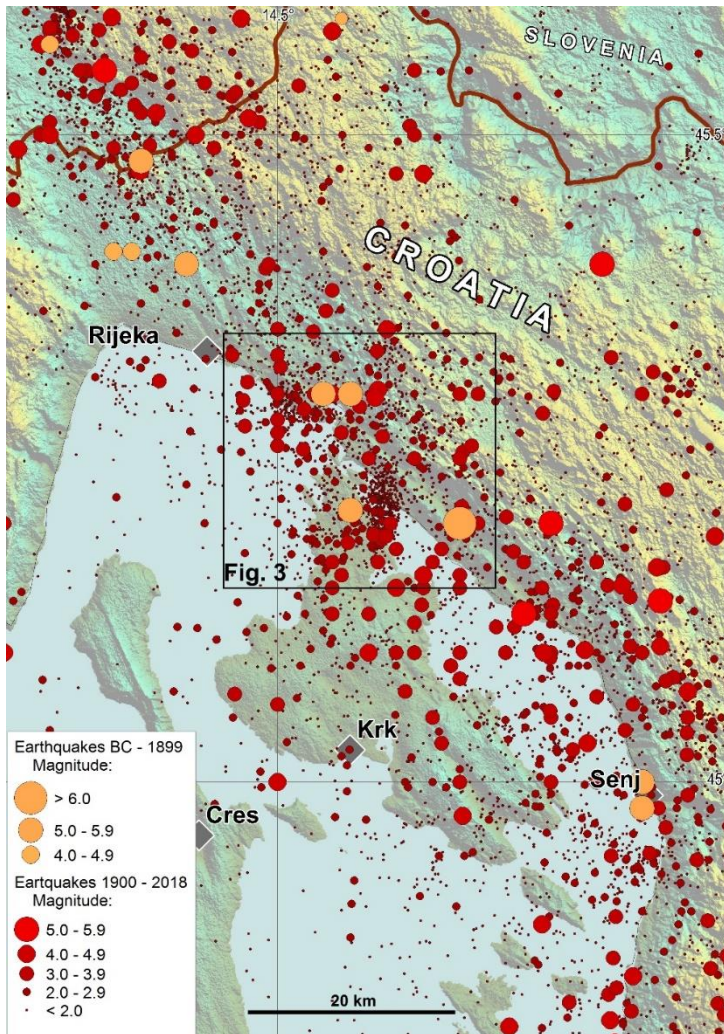 14.5°
SLOVENIA
45.5
CROATIA
Rijeka
Fig. 3
Krk
Senj
45
Cres
Earthquakes BC - 1899
Magnitude:
> 6.0
5.0 - 5.9
4.0 - 4.9
Eartquakes 1900 - 2018
Magnitude:
5.0 - 5.9
4.0 - 4.9
3.0 - 3.9
2.0 - 2.9
< 2.0
20 km